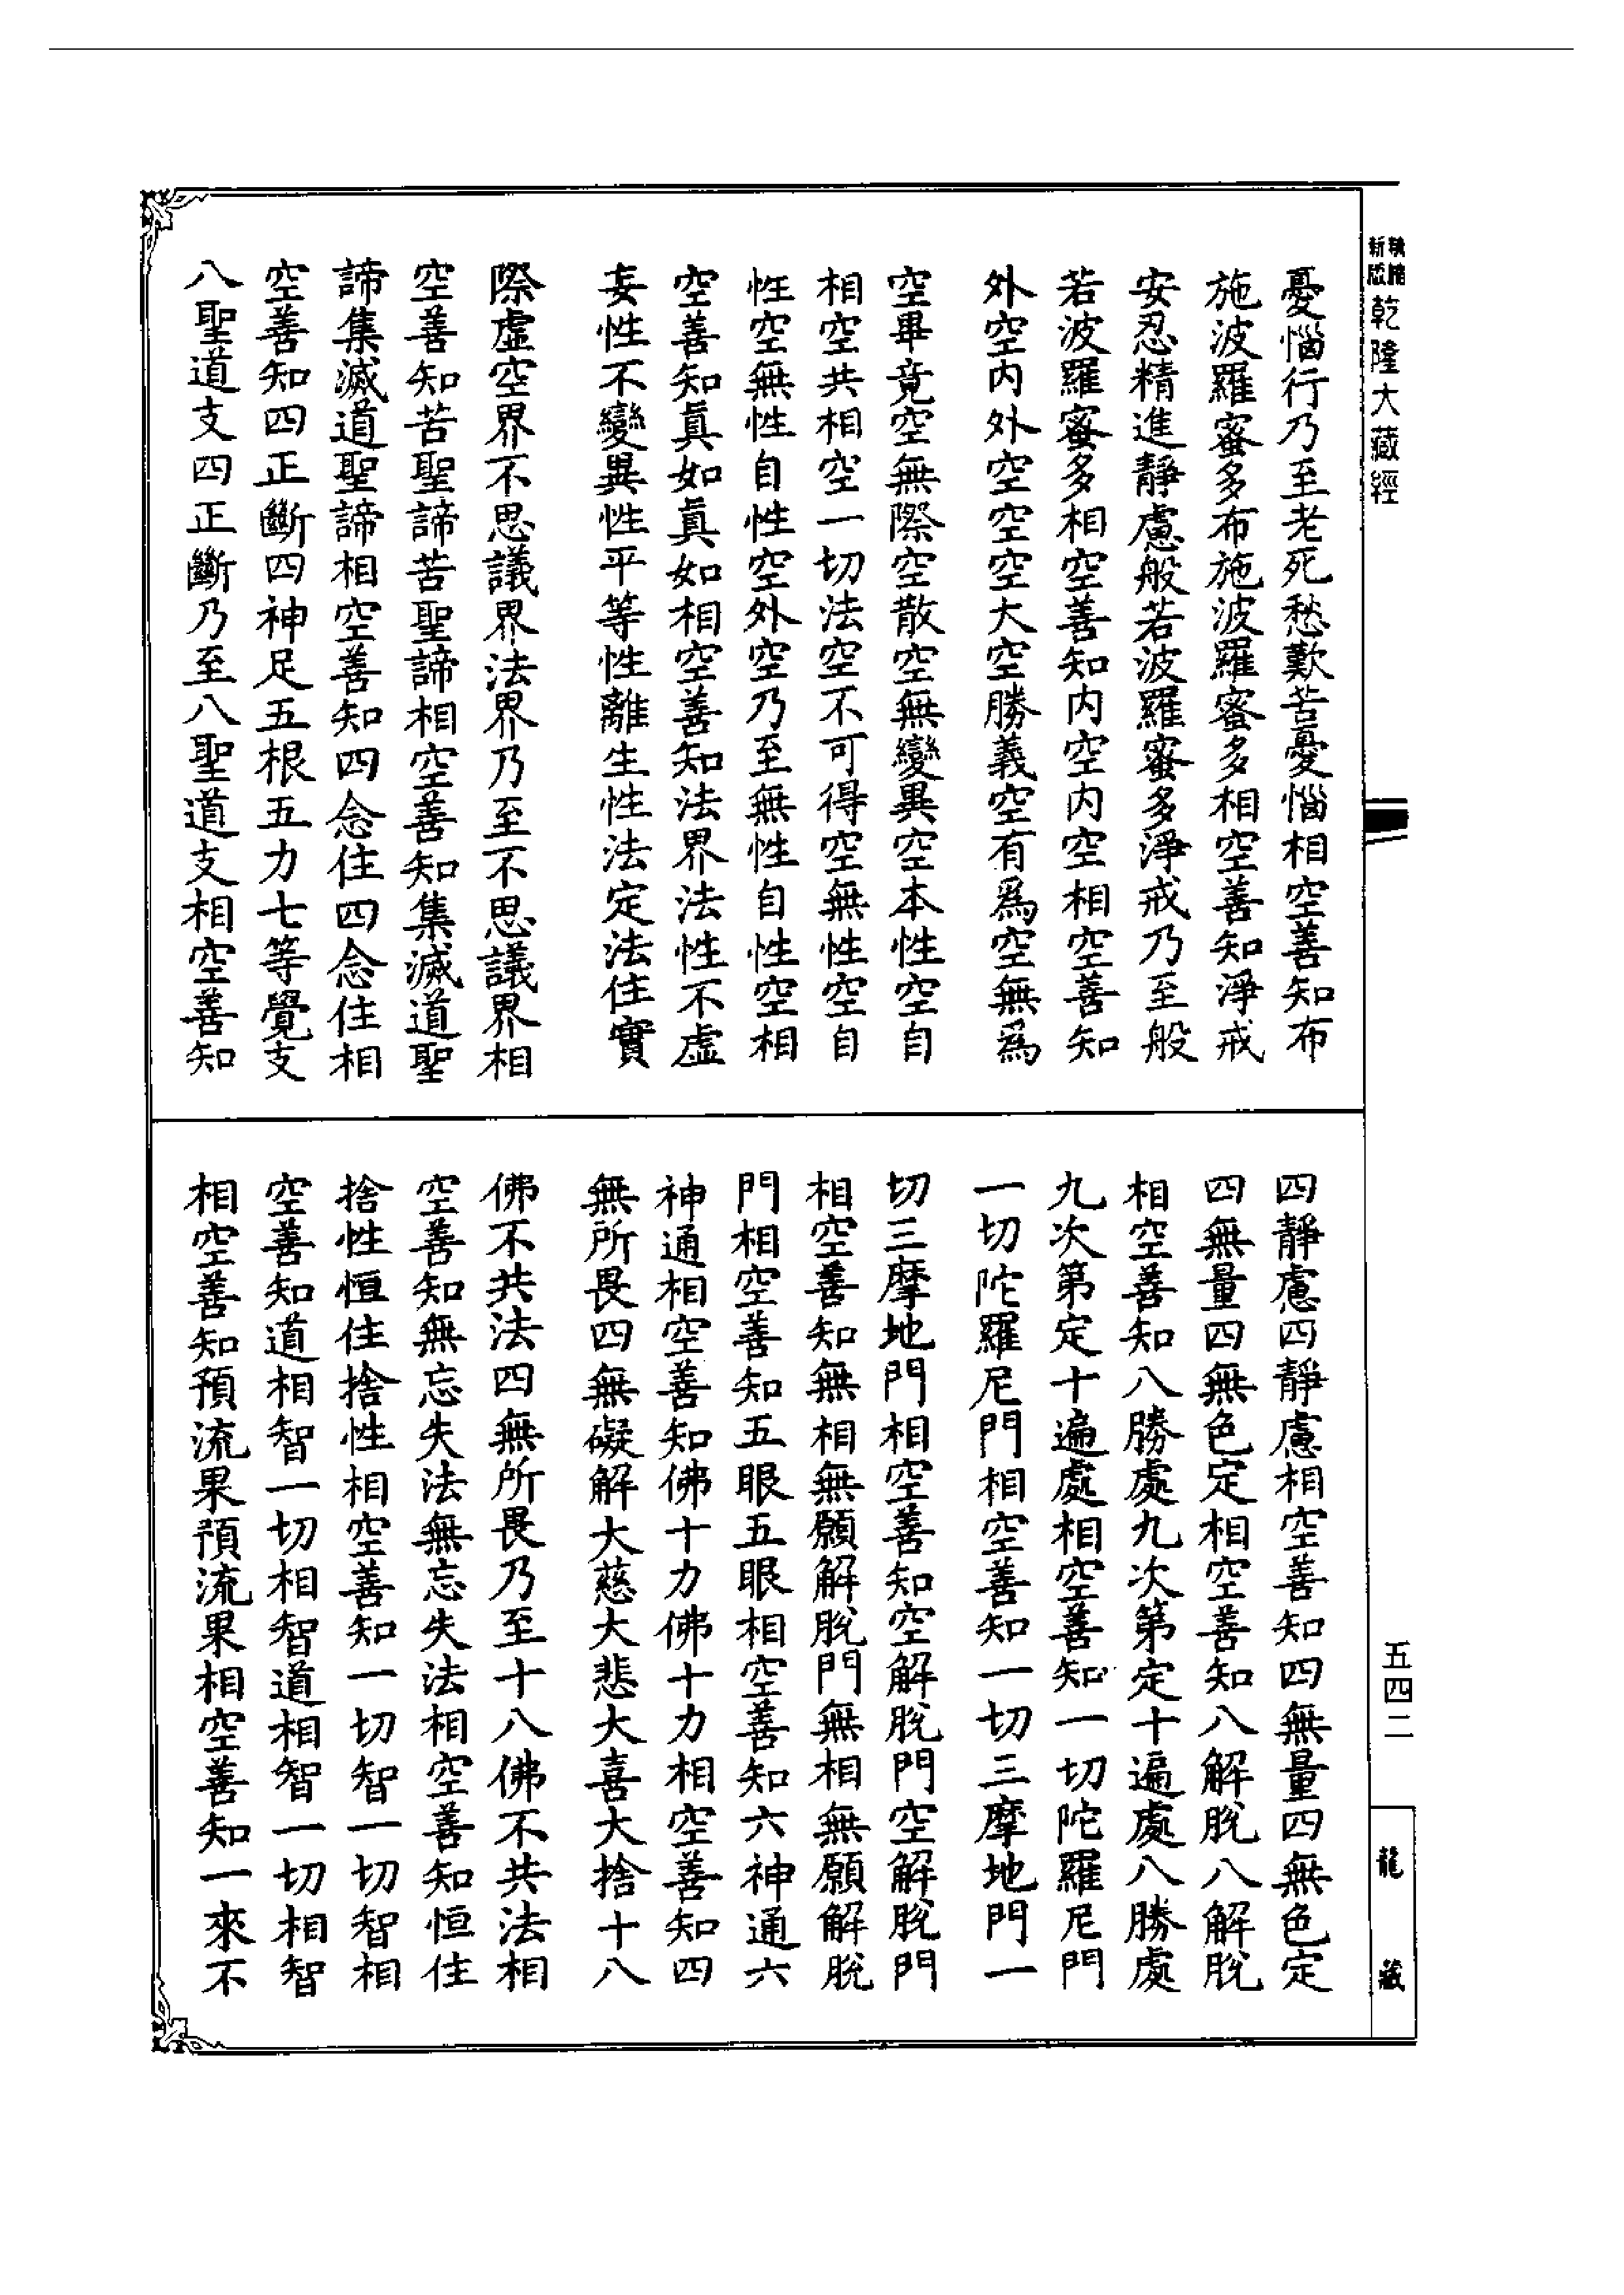 乾隆大藏經
憂惱行乃至老死愁歎苦憂惱相空善知布
施波羅蜜多布施波羅蜜多相空善知淨戒
安忍精進靜慮般若波羅蜜多淨戒乃至般
若波羅蜜多相空善知内空内空相空善知
外空内外空空空大空勝義空有爲空無爲
空畢竟空無際空散空無變異空本性空自
相空共相空一切法空不可得空無性空自
性空無性自性空外空乃至無性自性空相
空善知真如真如相空善知法界法性不虛
妄性不變異性平等性離生性法定法住實
際虛空界不思議界法界乃至不思議界相
空善知苦聖諦苦聖諦相空善知集滅道聖
諦集滅道聖諦相空善知四念住四念住相
空善知四正斷四神足五根五力七等覺支
八聖道支四正斷乃至八聖道支相空善知
四靜慮四靜慮相空善知四無量四無色定
四無量四無色定相空善知八解脫八解脫
相空善知八勝處九次第定十遍處八勝處
九次第定十遍處相空善知一切陀羅尼門
一切陀羅尼門相空善知一切三摩地門一
切三摩地門相空善知空解脫門空解脫門
相空善知無相無願解脫門無相無願解脫
門相空善知五眼五眼相空善知六神通六
神通相空善知佛十力佛十力相空善知四
無所畏四無礙解大慈大悲大喜大捨十八
佛不共法四無所畏乃至十八佛不共法相
空善知無忘失法無忘失法相空善知恒住
捨性恒住捨性相空善知一切智一切智相
空善知道相智一切相智道相智一切相智
相空善知預流果預流果相空善知一來不
五四二
龍藏